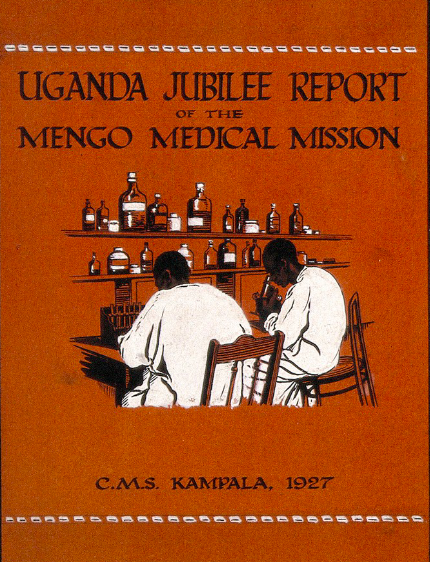 UGANDA JUBILEE REPORT
OF THE
MENGO MEDICAL MISSION
C.M.S. KAMPALA, 1927